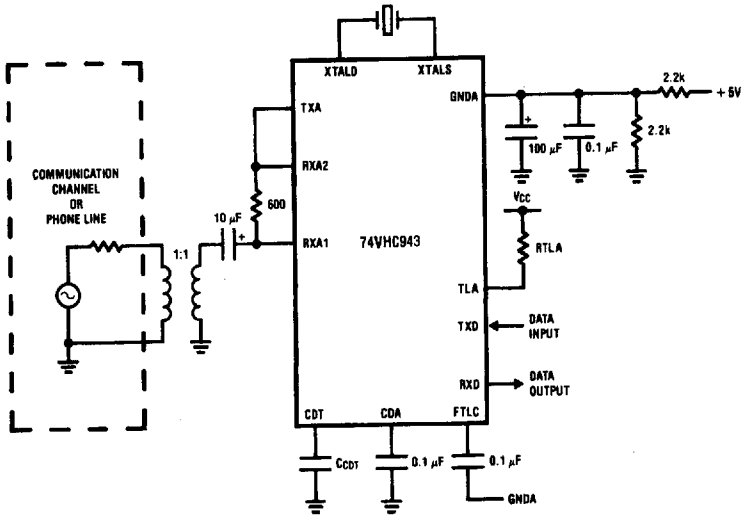 XTALD
XTALS
TXA
GNDA
2.2k
+ 5V
+
100 μF
0.1 μF
2.2k
RXA2
COMMUNICATION
CHANNEL
OR
PHONE LINE
600
10 μF
+
VCC
1:1
RXA1
74VHC943
RTLA
TLA
TXD
DATA
INPUT
RXD
DATA
OUTPUT
CDT
CDA
FTLC
CCDT
0.1 μF
0.1 μF
GNDA